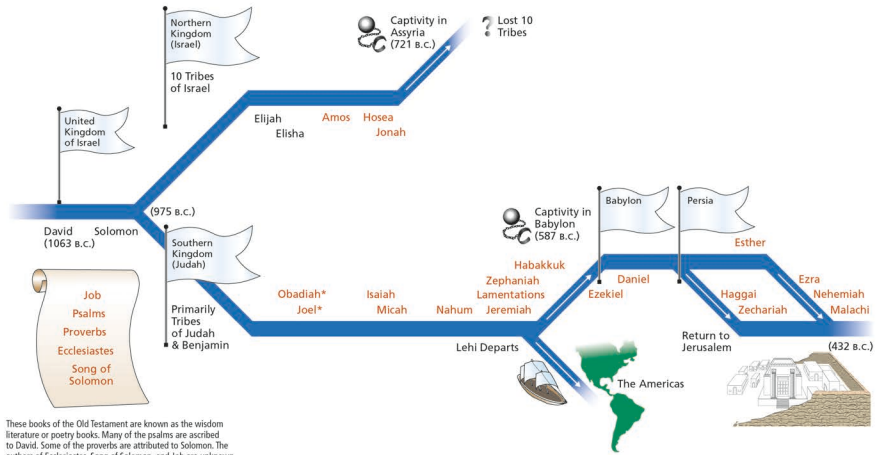 Northern
Kingdom
(Israel)
10 Tribes
of Israel
Captivity in
Assyria
(721 B.C.)
? Lost 10
Tribes
United
Kingdom
of Israel
Elijah
Elisha
Amos
Hosea
Jonah
David
(1063 B.C.)
Solomon
(975 B.C.)
Southern
Kingdom
(Judah)
Primarily
Tribes
of Judah
& Benjamin
Job
Psalms
Proverbs
Ecclesiastes
Song of
Solomon
Obadiah*
Joel*
Isaiah
Micah
Nahum
Habakkuk
Zephaniah
Lamentations
Jeremiah
Lehi Departs
The Americas
Captivity in
Babylon
(587 B.C.)
Babylon
Persia
Ezekiel
Daniel
Esther
Haggai
Zechariah
Ezra
Nehemiah
Malachi
Return to
Jerusalem
(432 B.C.)
These books of the Old Testament are known as the wisdom
literature or poetry books. Many of the psalms are ascribed
to David. Some of the proverbs are attributed to Solomon. The